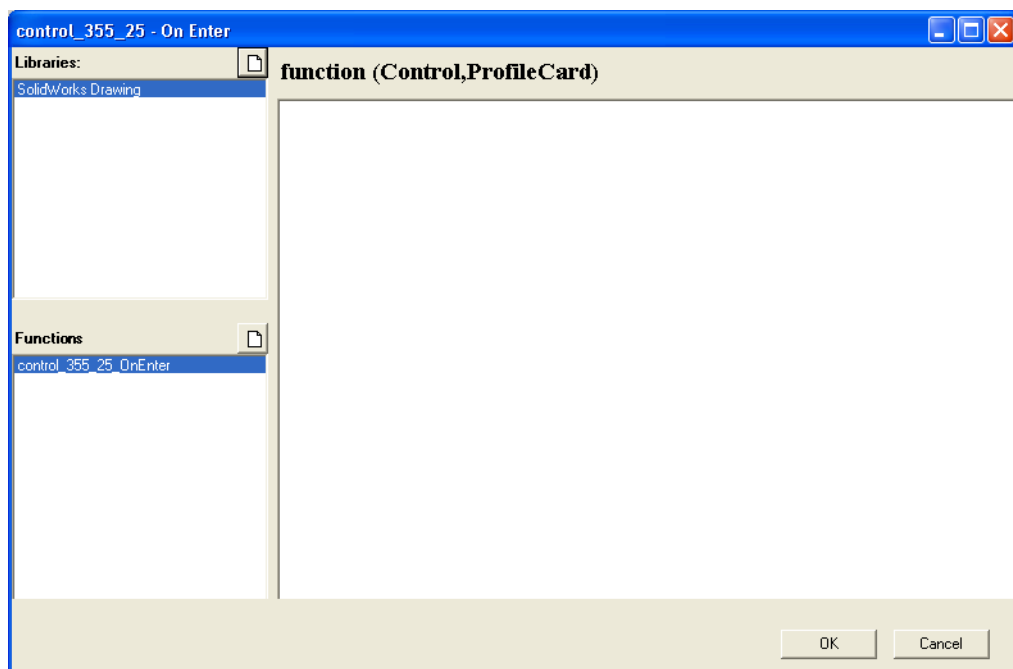 control_355_25 - On Enter
Libraries:
SolidWorks Drawing
function (Control,ProfileCard)
Functions
control_355_25_OnEnter
OK
Cancel